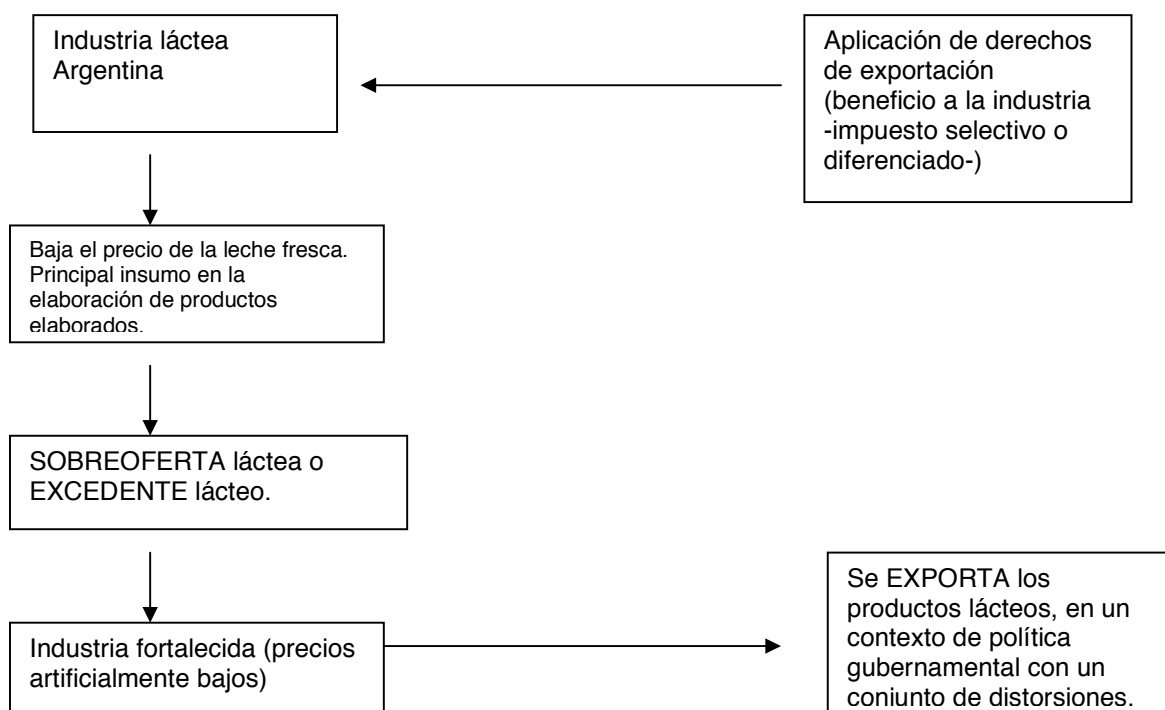 Industria láctea
Argentina
Aplicación de derechos
de exportación
(beneficio a la industria
-impuesto selectivo o
diferenciado-)
Baja el precio de la leche fresca.
Principal insumo en la
elaboración de productos
elaborados.
SOBREOFERTA láctea o
EXCEDENTE lácteo.
Industria fortalecida (precios
artificialmente bajos)
Se EXPORTA los
productos lácteos, en un
contexto de política
gubernamental con un
conjunto de distorsiones.